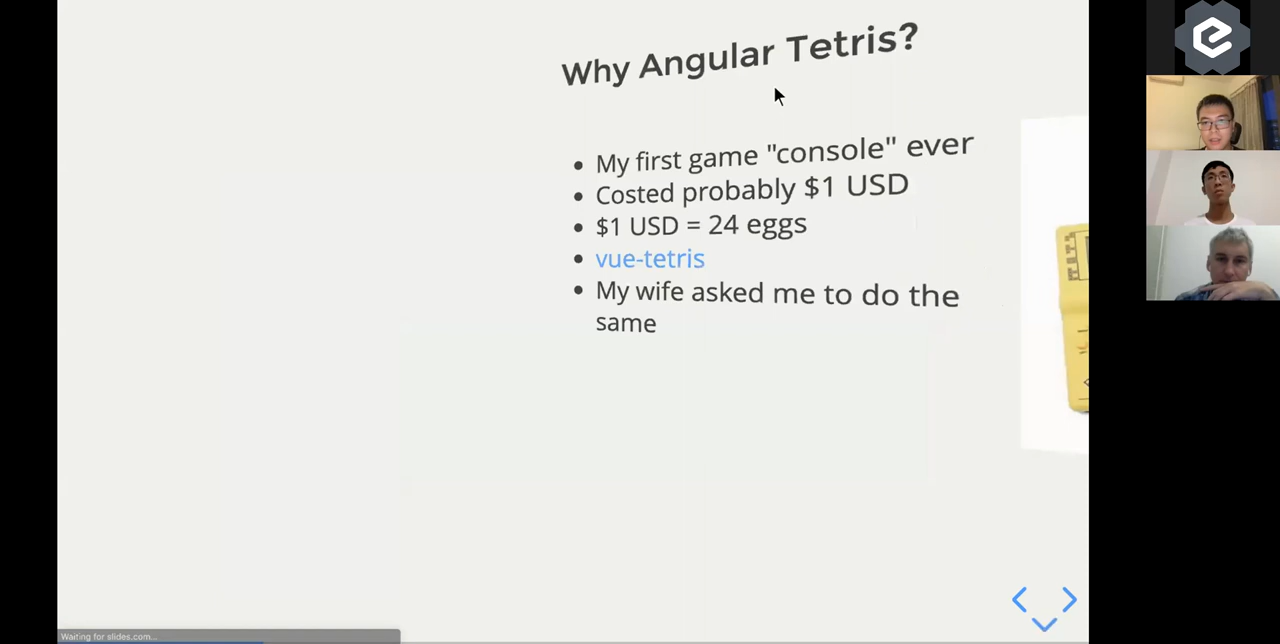 Why Angular Tetris?
My first game "console" ever
Costed probably $1 USD
$1 USD = 24 eggs
vue-tetris
My wife asked me to do the
same
Waiting for slides.com...